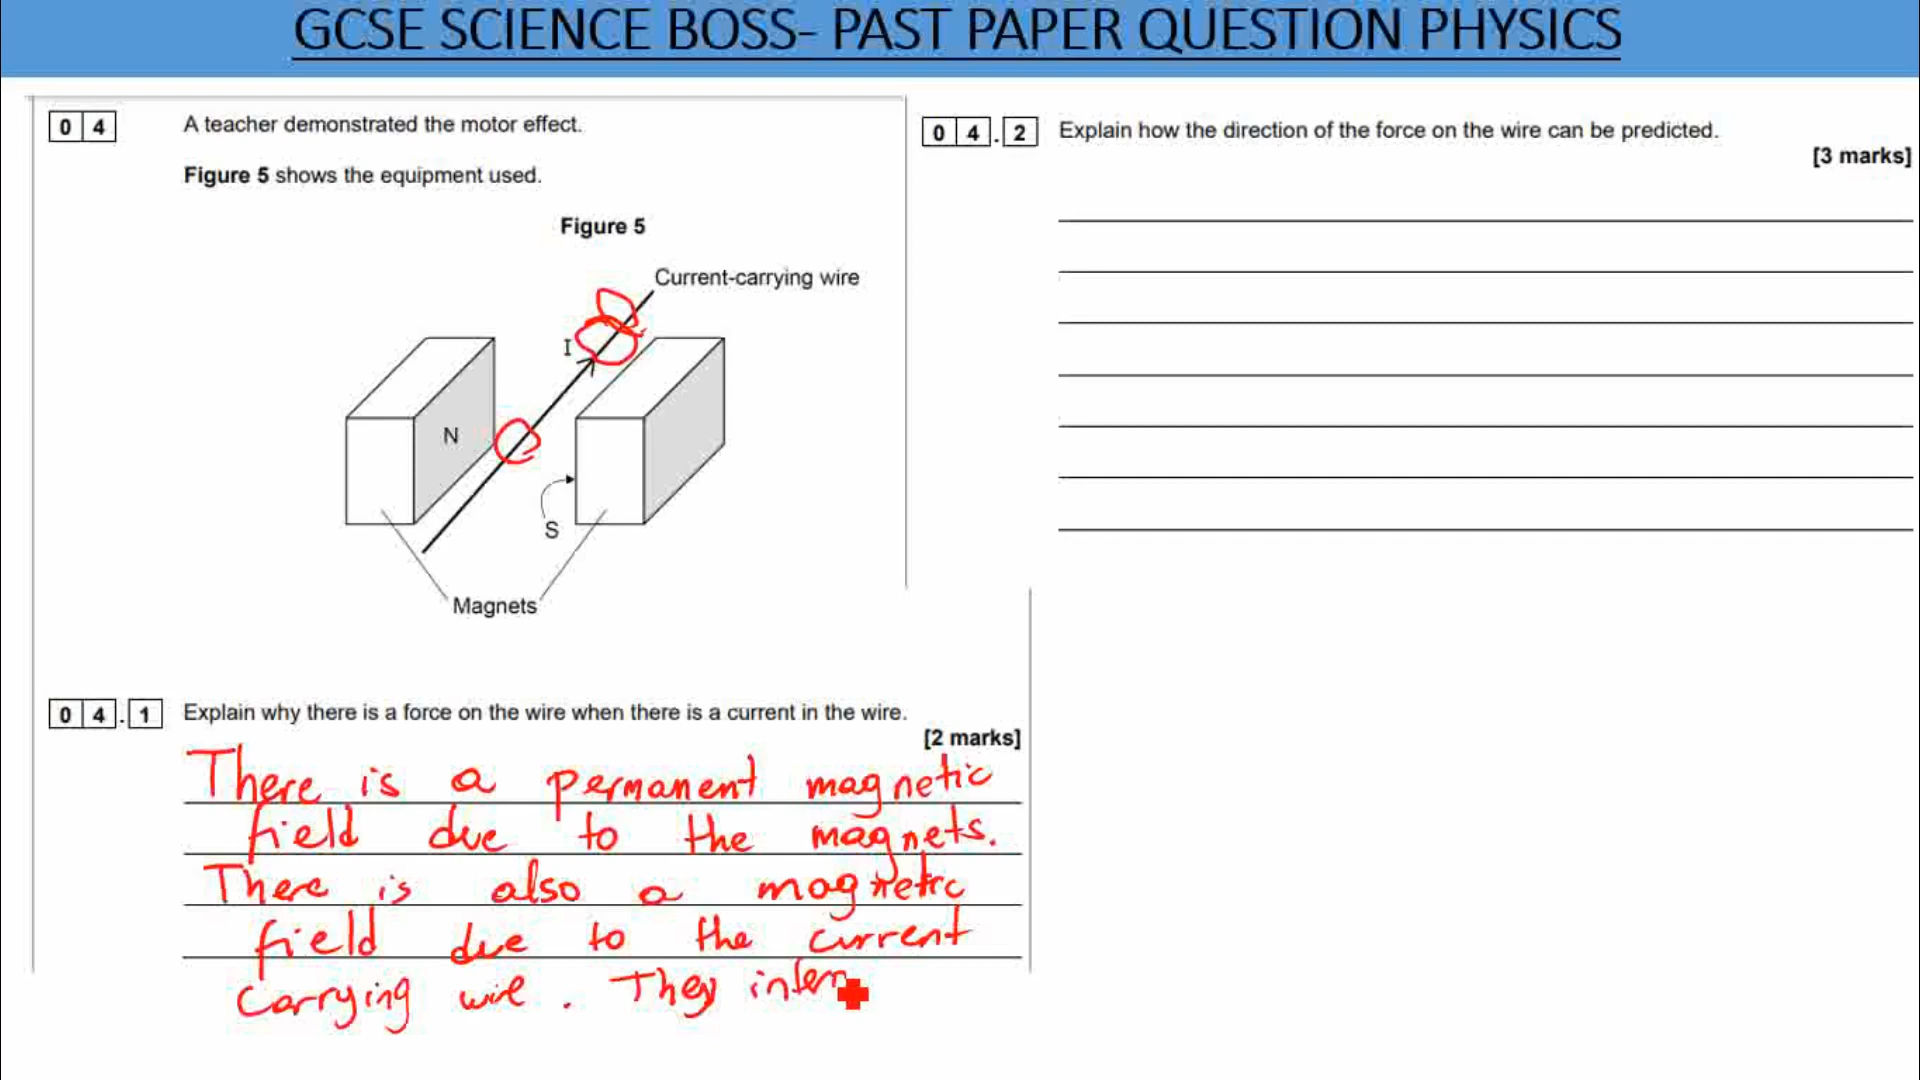 GCSE SCIENCE BOSS- PAST PAPER QUESTION PHYSICS
0 4 A teacher demonstrated the motor effect.
Figure 5 shows the equipment used.
Figure 5
Current-carrying wire
I
N
S
Magnets
0 4 . 1 Explain why there is a force on the wire when there is a current in the wire.
[2 marks]
There is a permanent magnetic
field due to the magnets.
There is also a magnetic
field due to the current
carrying wire. They
0 4 . 2 Explain how the direction of the force on the wire can be predicted.
[3 marks]